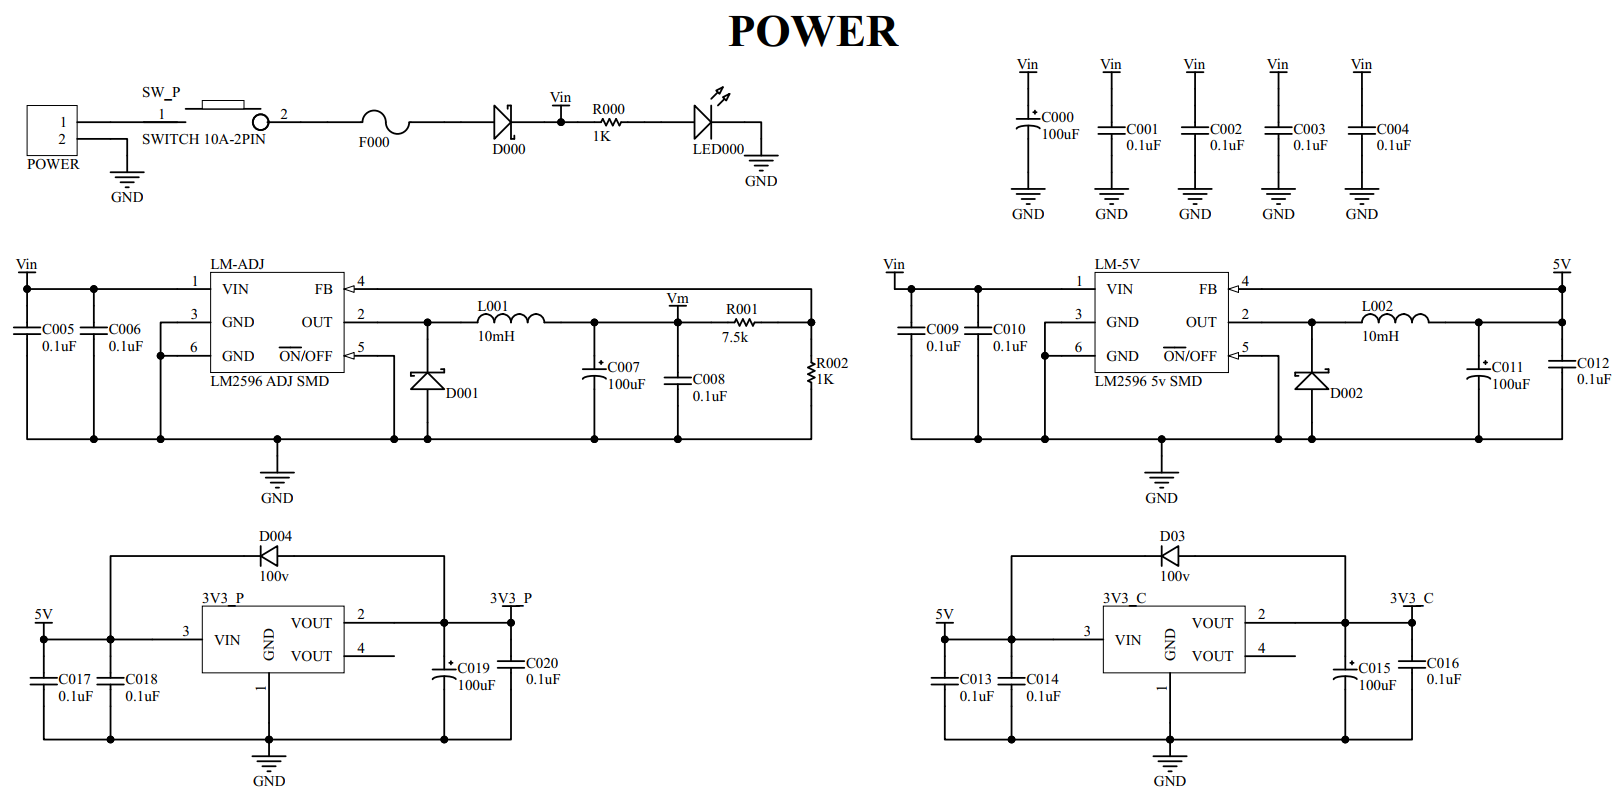 POWER
SW_P
1
2
SWITCH 10A-2PIN
1
2
POWER
GND
F000
D000
Vin
R000
1K
LED000
GND
Vin
C000
100uF
GND
Vin
C001
0.1uF
GND
Vin
C002
0.1uF
GND
Vin
C003
0.1uF
GND
Vin
C004
0.1uF
GND
Vin
C005
0.1uF
C006
0.1uF
LM-ADJ
1
VIN
FB
4
3
GND
OUT
2
6
GND
ON/OFF
5
LM2596 ADJ SMD
L001
10mH
D001
C007
100uF
Vm
C008
0.1uF
R001
7.5k
R002
1K
GND
Vin
C009
0.1uF
C010
0.1uF
LM-5V
1
VIN
FB
4
3
GND
OUT
2
6
GND
ON/OFF
5
LM2596 5v SMD
L002
10mH
D002
C011
100uF
5V
C012
0.1uF
GND
D004
100v
5V
3V3_P
3
VIN
GND
VOUT
2
VOUT
4
1
3V3_P
C017
0.1uF
C018
0.1uF
C019
100uF
C020
0.1uF
GND
D03
100v
5V
3V3_C
3
VIN
GND
VOUT
2
VOUT
4
1
3V3_C
C013
0.1uF
C014
0.1uF
C015
100uF
C016
0.1uF
GND